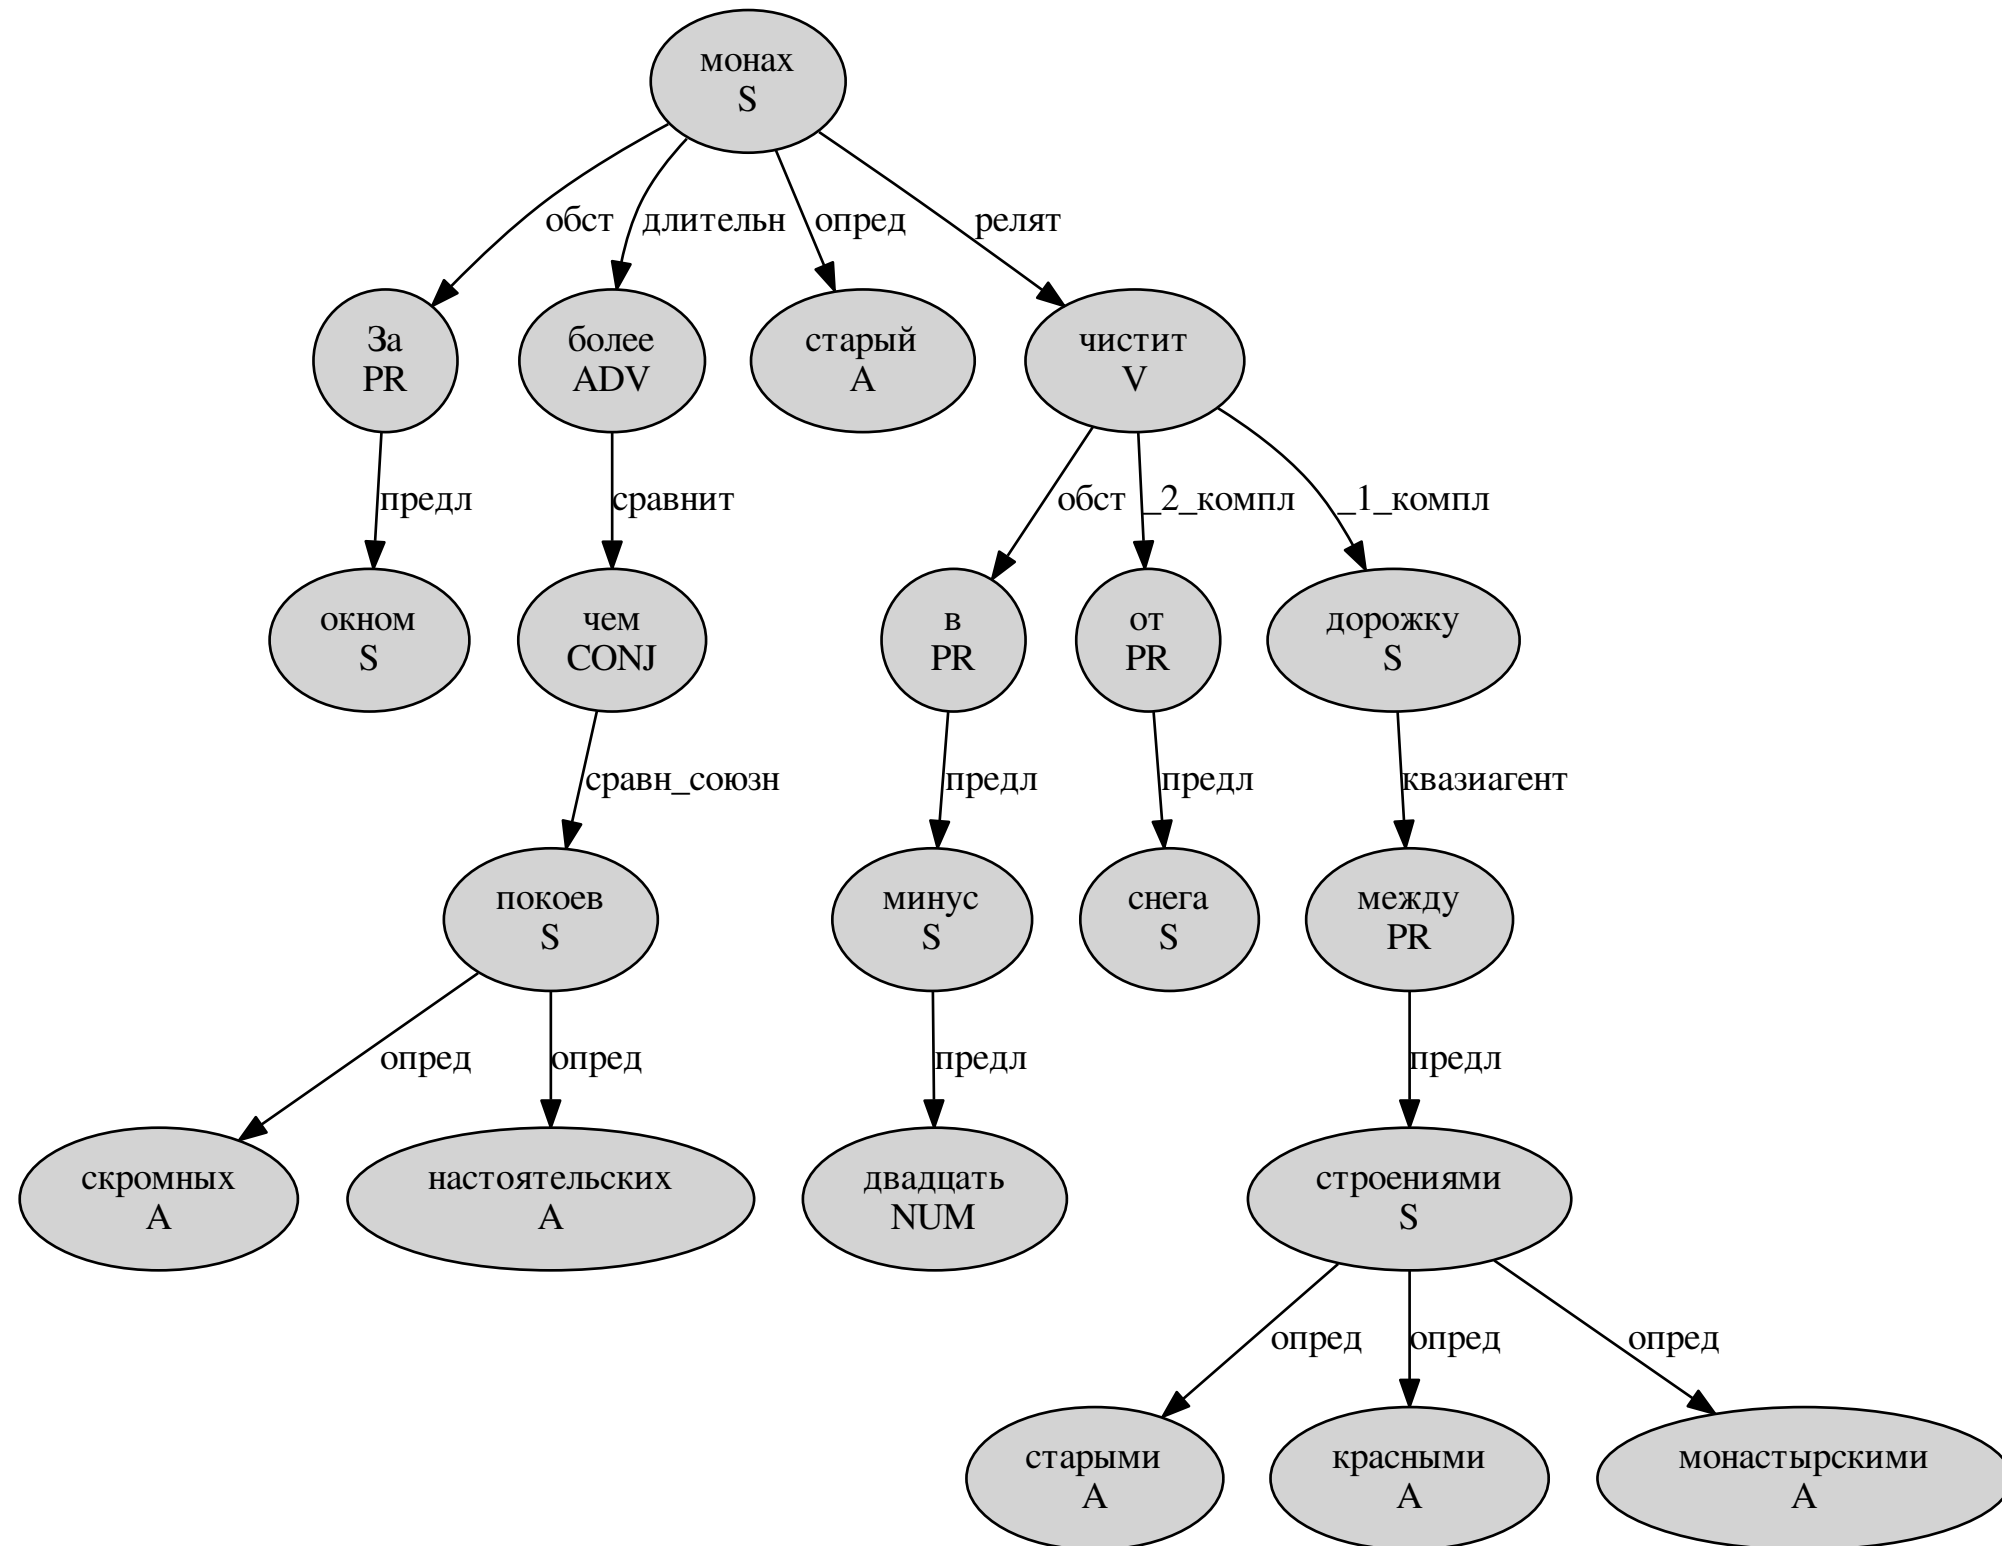 монах
S
обст
длительн
опред
релят
За
PR
более
ADV
старый
A
чистит
V
предл
сравнит
обст
_2_компл
_1_компл
окном
S
чем
CONJ
в
PR
от
PR
дорожку
S
сравн_союзн
предл
предл
квазиагент
покоев
S
минус
S
снега
S
между
PR
опред
опред
предл
предл
скромных
A
настоятельских
A
двадцать
NUM
строениями
S
опред
опред
опред
старыми
A
красными
A
монастырскими
A